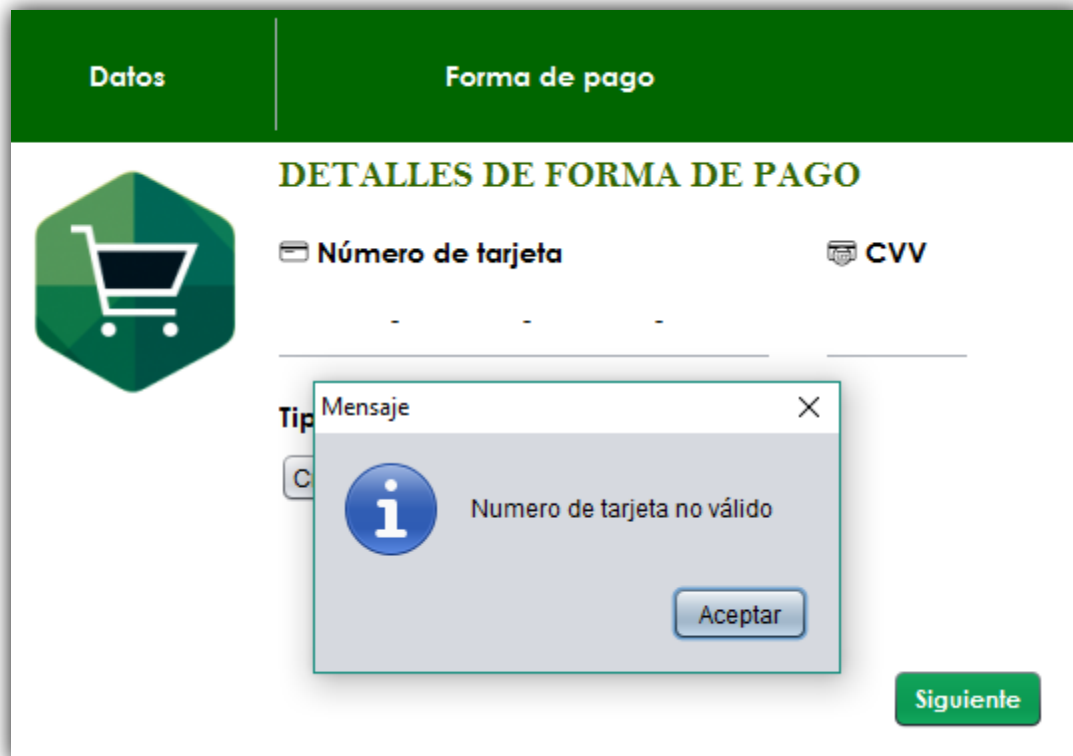 Datos Forma de pago
DETALLES DE FORMA DE PAGO
Número de tarjeta CVV
- - -
Tip
Mensaje
C
Numero de tarjeta no válido
Aceptar
Siguiente